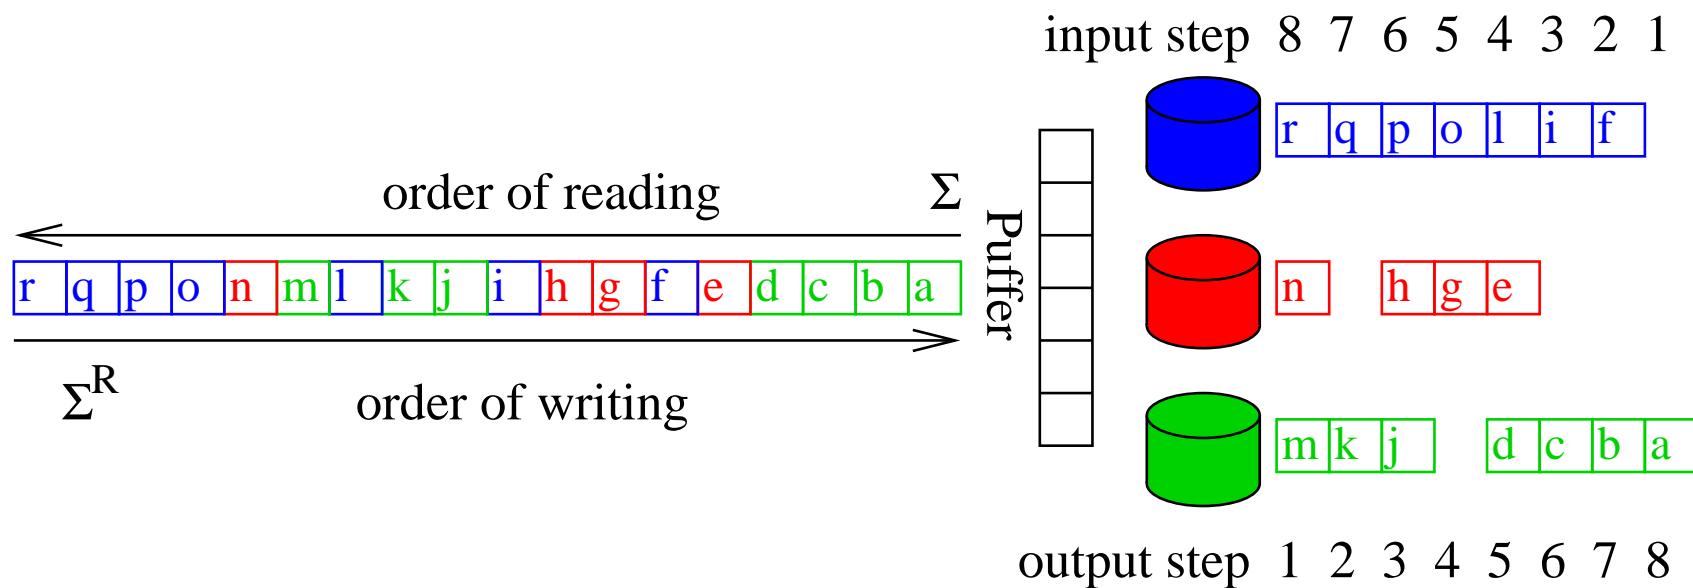 input step 8 7 6 5 4 3 2 1
r q p o l i f
order of reading Σ
Puffer
r q p o n m l k j i h g f e d c b a
n h g e
Σ^R order of writing
m k j d c b a
output step 1 2 3 4 5 6 7 8